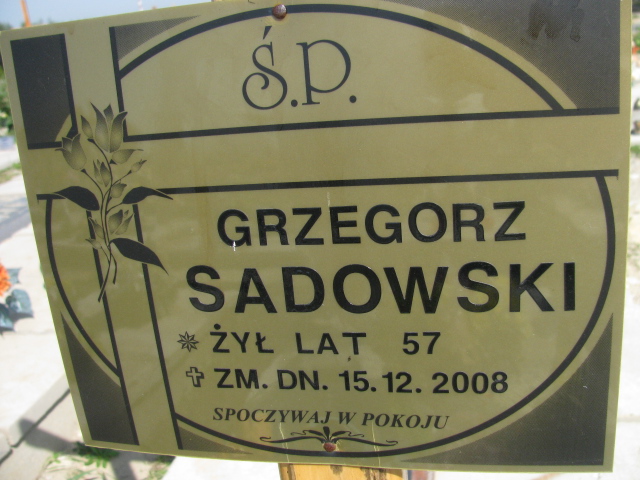 Ś.P.
GRZEGORZ
SADOWSKI
ŻYŁ LAT 57
ZM. DN. 15.12.2008
SPOCZYWAJ W POKOJU